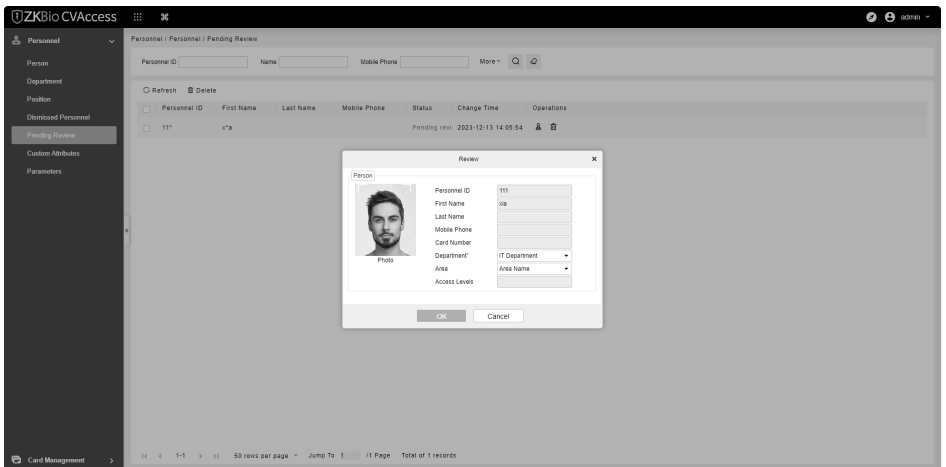 ZKBio CVAccess
admin
Personnel
Person
Department
Position
Dismissed Personnel
Pending Review
Custom Attributes
Parameters
Card Management
Personnel / Personnel / Pending Review
Personnel ID Name Mobile Phone More
Refresh Delete
Personnel ID First Name Last Name Mobile Phone Status Change Time Operations
11* x*a Pending revi 2023-12-13 14:05:54
Review
Person
Photo
Personnel ID 111
First Name xia
Last Name
Mobile Phone
Card Number
Department* IT Department
Area Area Name
Access Levels
OK Cancel
1-1 50 rows per page Jump To 1 /1 Page Total of 1 records